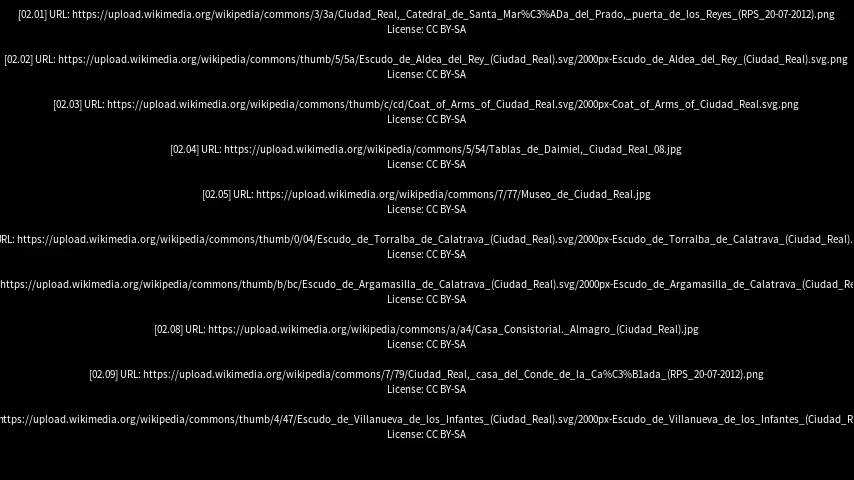 [02.01] URL: https://upload.wikimedia.org/wikipedia/commons/3/3a/Ciudad_Real,_Catedral_de_Santa_Mar%C3%ADa_del_Prado,_puerta_de_los_Reyes_(RPS_20-07-2012).png
License: CC BY-SA
[02.02] URL: https://upload.wikimedia.org/wikipedia/commons/thumb/5/5a/Escudo_de_Aldea_del_Rey_(Ciudad_Real).svg/2000px-Escudo_de_Aldea_del_Rey_(Ciudad_Real).svg.png
License: CC BY-SA
[02.03] URL: https://upload.wikimedia.org/wikipedia/commons/thumb/c/cd/Coat_of_Arms_of_Ciudad_Real.svg/2000px-Coat_of_Arms_of_Ciudad_Real.svg.png
License: CC BY-SA
[02.04] URL: https://upload.wikimedia.org/wikipedia/commons/5/54/Tablas_de_Daimiel,_Ciudad_Real_08.jpg
License: CC BY-SA
[02.05] URL: https://upload.wikimedia.org/wikipedia/commons/7/77/Museo_de_Ciudad_Real.jpg
License: CC BY-SA
URL: https://upload.wikimedia.org/wikipedia/commons/thumb/0/04/Escudo_de_Torralba_de_Calatrava_(Ciudad_Real).svg/2000px-Escudo_de_Torralba_de_Calatrava_(Ciudad_Real).
License: CC BY-SA
https://upload.wikimedia.org/wikipedia/commons/thumb/b/bc/Escudo_de_Argamasilla_de_Calatrava_(Ciudad_Real).svg/2000px-Escudo_de_Argamasilla_de_Calatrava_(Ciudad_Re
License: CC BY-SA
[02.08] URL: https://upload.wikimedia.org/wikipedia/commons/a/a4/Casa_Consistorial._Almagro_(Ciudad_Real).jpg
License: CC BY-SA
[02.09] URL: https://upload.wikimedia.org/wikipedia/commons/7/79/Ciudad_Real,_casa_del_Conde_de_la_Ca%C3%B1ada_(RPS_20-07-2012).png
License: CC BY-SA
https://upload.wikimedia.org/wikipedia/commons/thumb/4/47/Escudo_de_Villanueva_de_los_Infantes_(Ciudad_Real).svg/2000px-Escudo_de_Villanueva_de_los_Infantes_(Ciudad_R
License: CC BY-SA